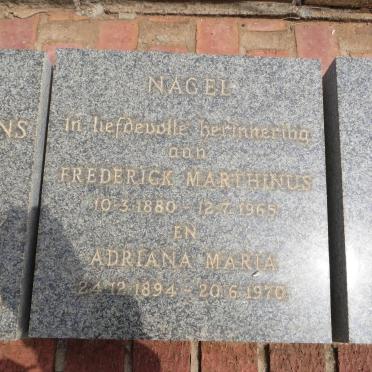 NAGEL
In liefdevolle herinnering
aan
FREDERICK MARTHINUS
10·3·1880 - 12·7·1965
EN
ADRIANA MARIA
24·12·1894 - 20·6·1970
NS